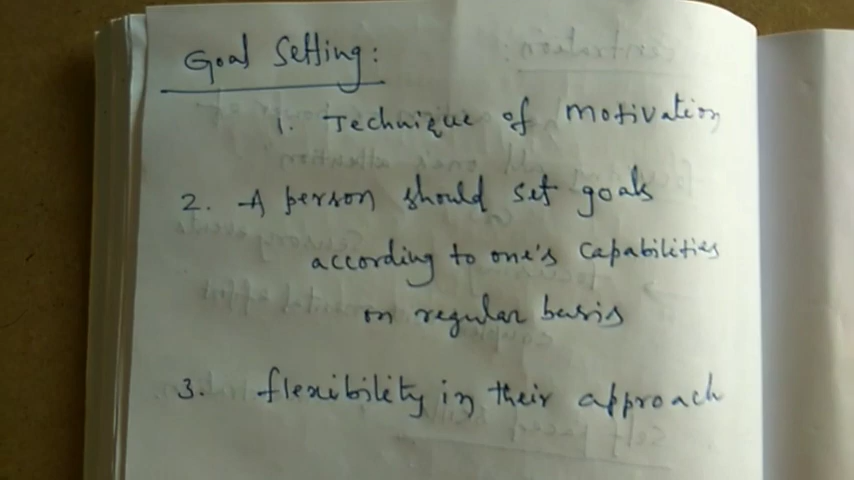 Goal Setting:
1. Technique of motivation
2. A person should set goals
according to one's capabilities
on regular basis
3. flexibility in their approach